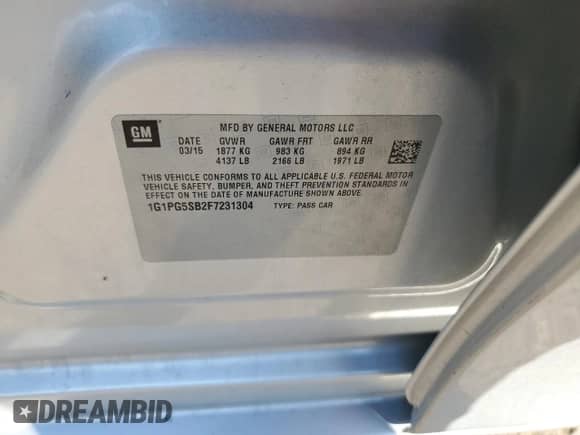 GM
MFD BY GENERAL MOTORS LLC
DATE GVWR GAWR FRT GAWR RR
03/15 1877 KG 983 KG 894 KG
4137 LB 2166 LB 1971 LB
THIS VEHICLE CONFORMS TO ALL APPLICABLE U.S. FEDERAL MOTOR
VEHICLE SAFETY, BUMPER, AND THEFT PREVENTION STANDARDS IN
EFFECT ON THE DATE OF MANUFACTURE SHOWN ABOVE.
1G1PG5SB2F7231304 TYPE: PASS CAR
DREAMBID